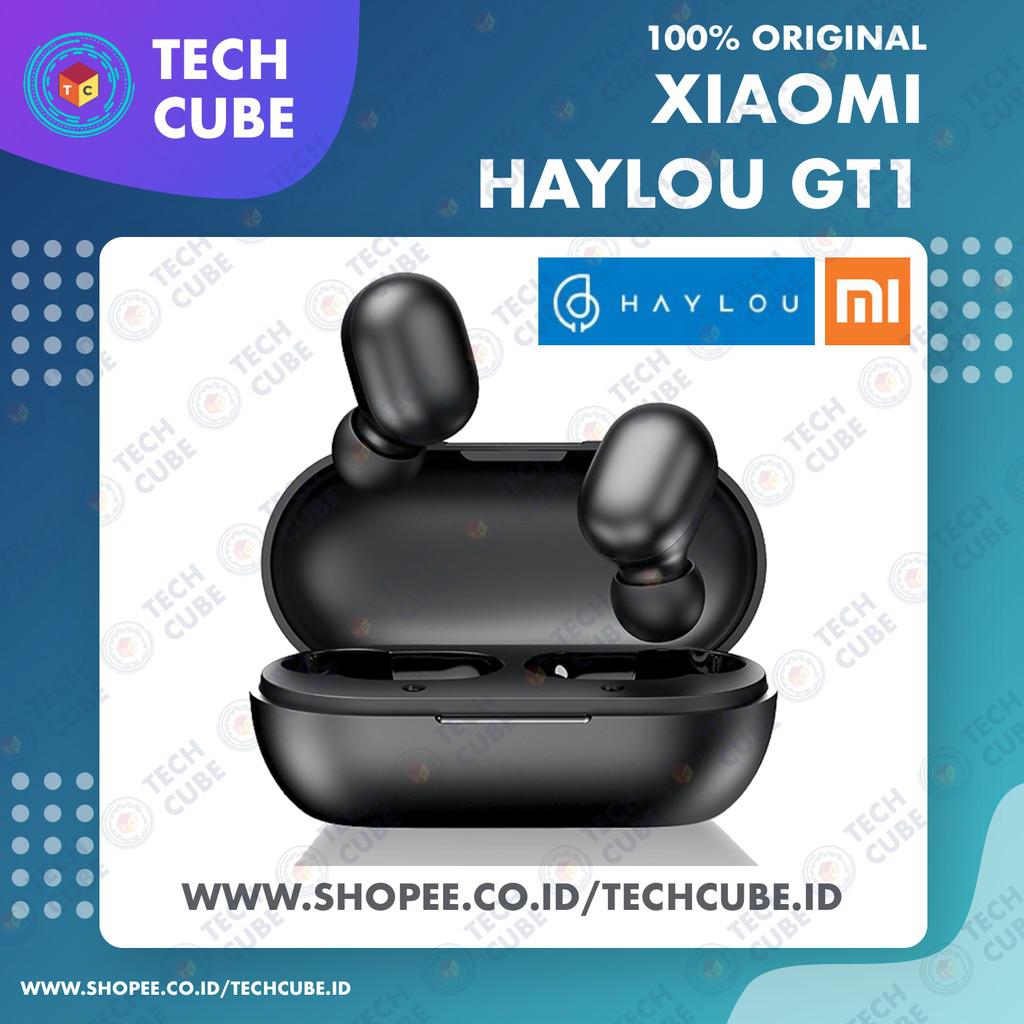 TECH
CUBE
T C
100% ORIGINAL
XIAOMI
HAYLOU GT1
HAYLOU
MI
WWW.SHOPEE.CO.ID/TECHCUBE.ID
WWW.SHOPEE.CO.ID/TECHCUBE.ID